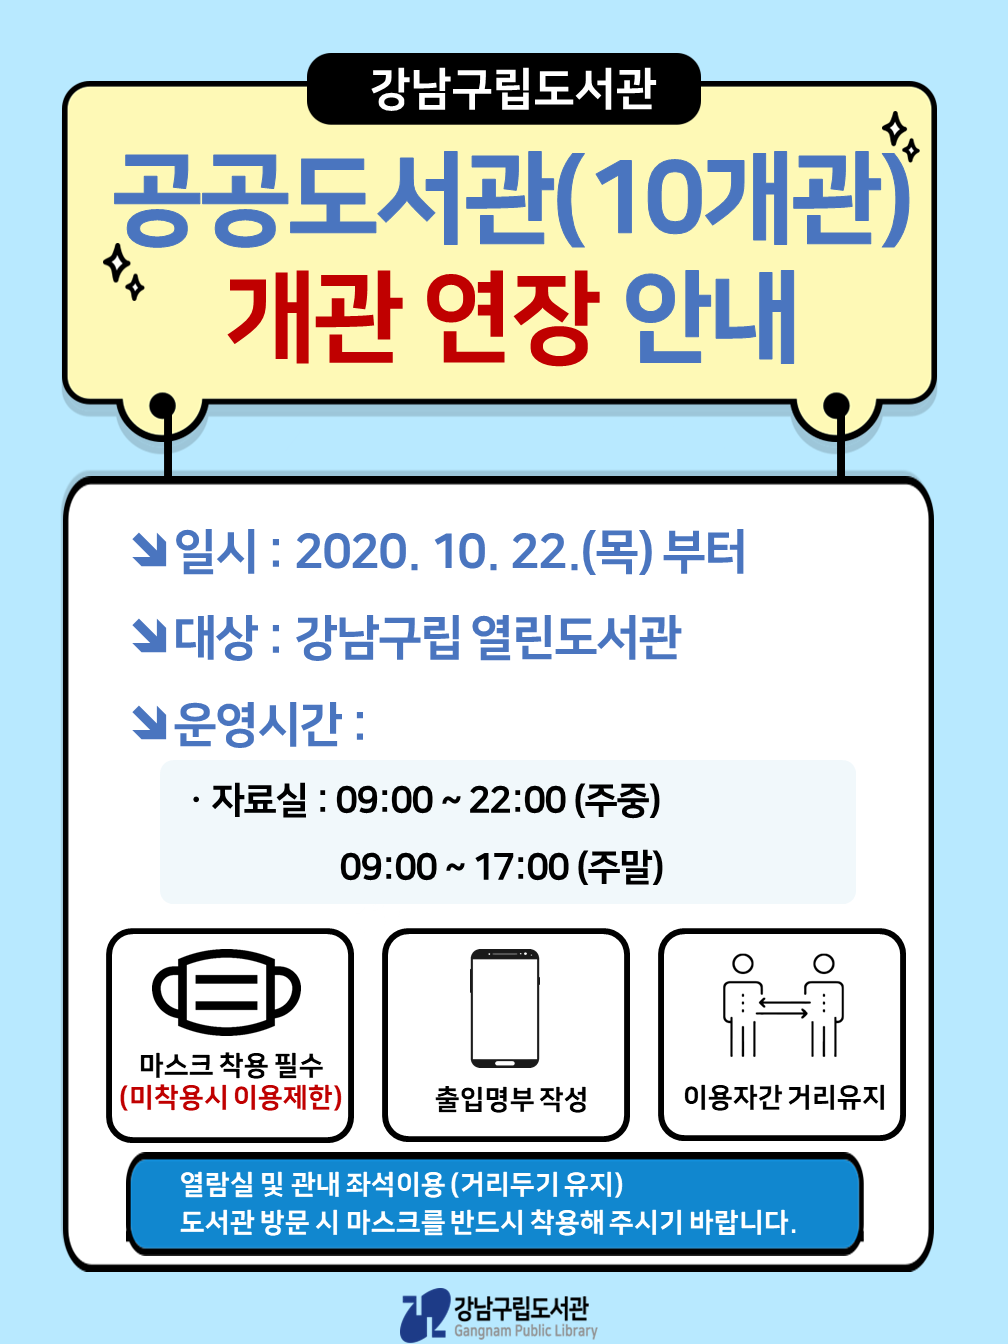 강남구립도서관
공공도서관(10개관)
개관 연장 안내
일시 : 2020. 10. 22.(목) 부터
대상 : 강남구립 열린도서관
운영시간 :
· 자료실 : 09:00 ~ 22:00 (주중)
09:00 ~ 17:00 (주말)
마스크 착용 필수
(미착용시 이용제한)
출입명부 작성
이용자간 거리유지
열람실 및 관내 좌석이용 (거리두기 유지)
도서관 방문 시 마스크를 반드시 착용해 주시기 바랍니다.
강남구립도서관
Gangnam Public Library